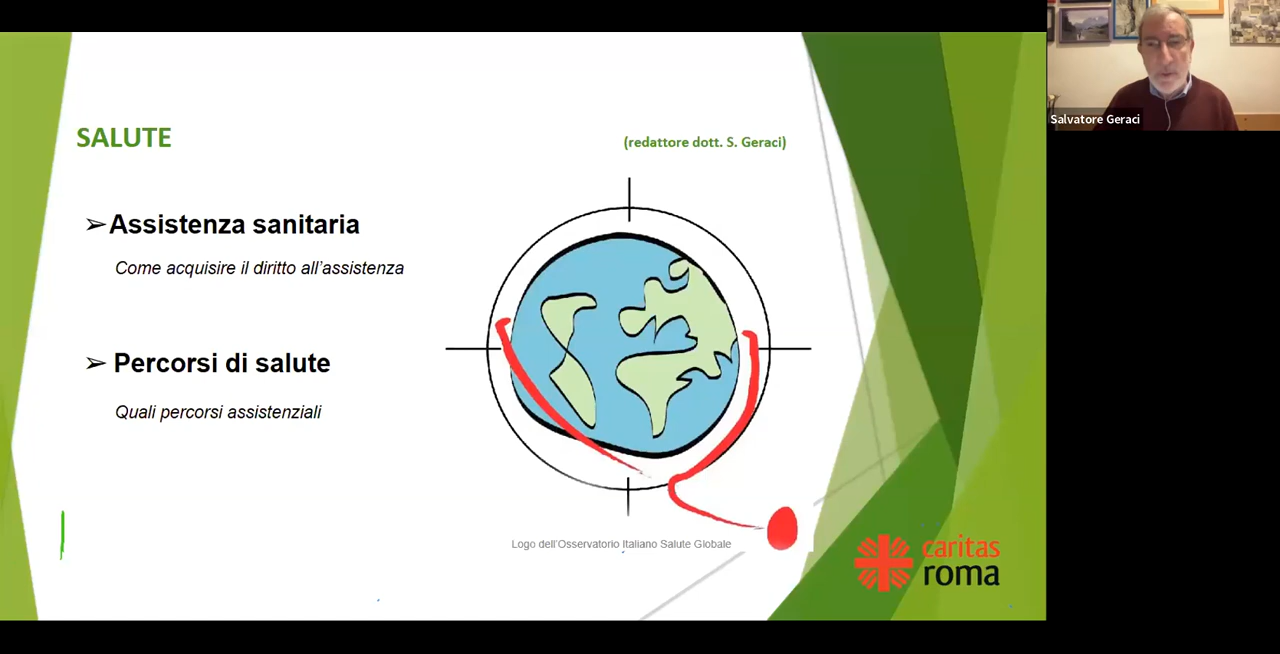 SALUTE
(redattore dott. S. Geraci)
➢Assistenza sanitaria
Come acquisire il diritto all’assistenza
➢ Percorsi di salute
Quali percorsi assistenziali
Logo dell’Osservatorio Italiano Salute Globale
caritas
roma
Salvatore Geraci